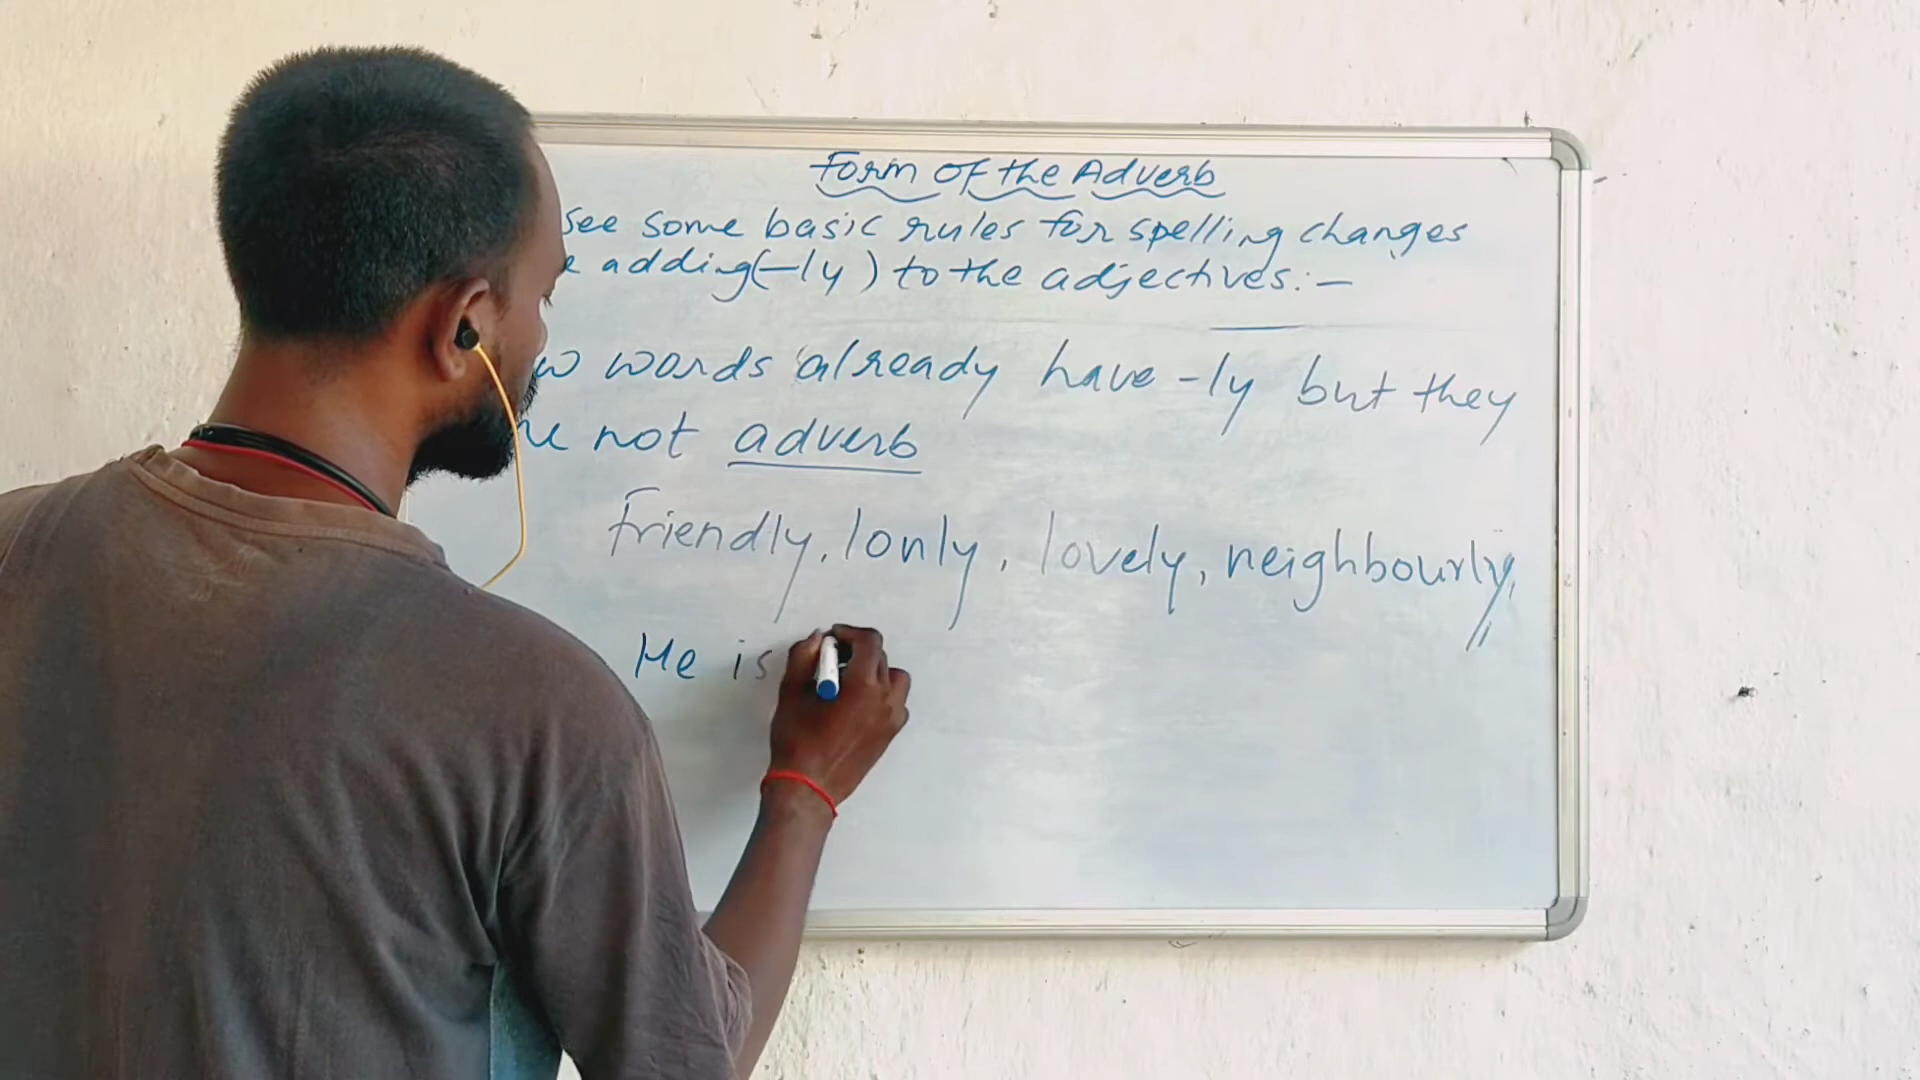 Form of the Adverb
see some basic rules for spelling changes
adding (-ly) to the adjectives:-
words already have -ly but they
not adverb
Friendly, lonly, lovely, neighbourly,
He is